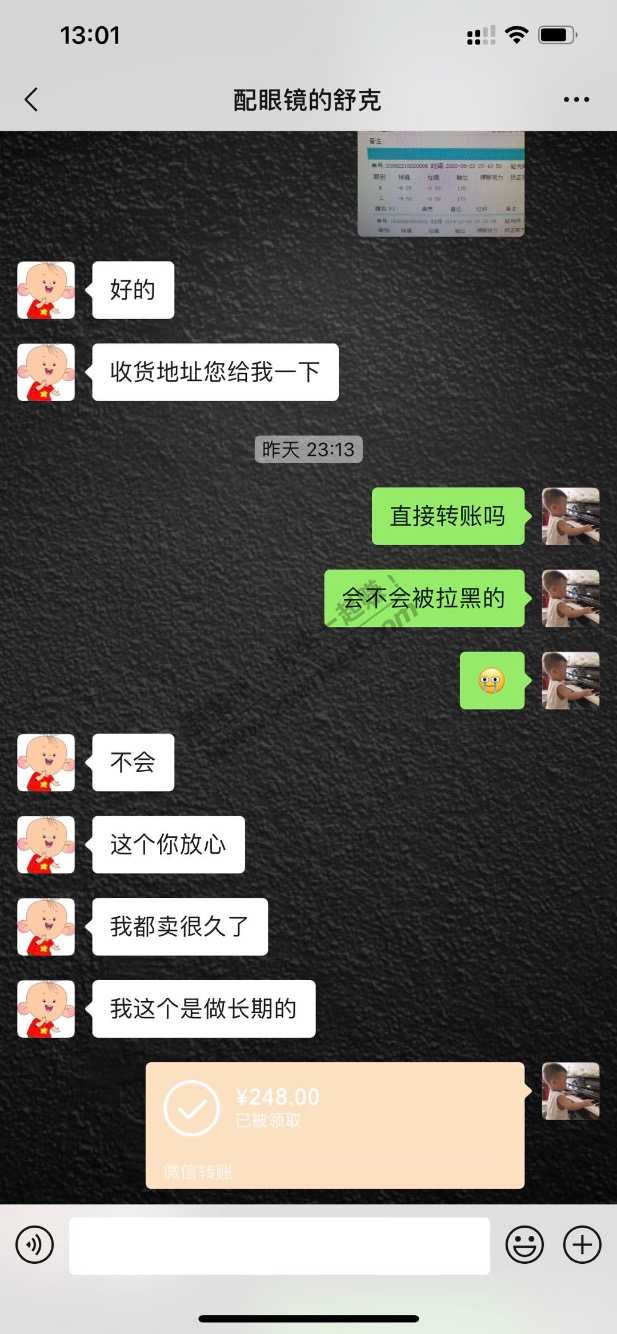 13:01
配眼镜的舒克
备注
好的
收货地址您给我一下
昨天 23:13
直接转账吗
会不会被拉黑的
不会
这个你放心
我都卖很久了
我这个是做长期的
¥248.00
已被领取
微信转账